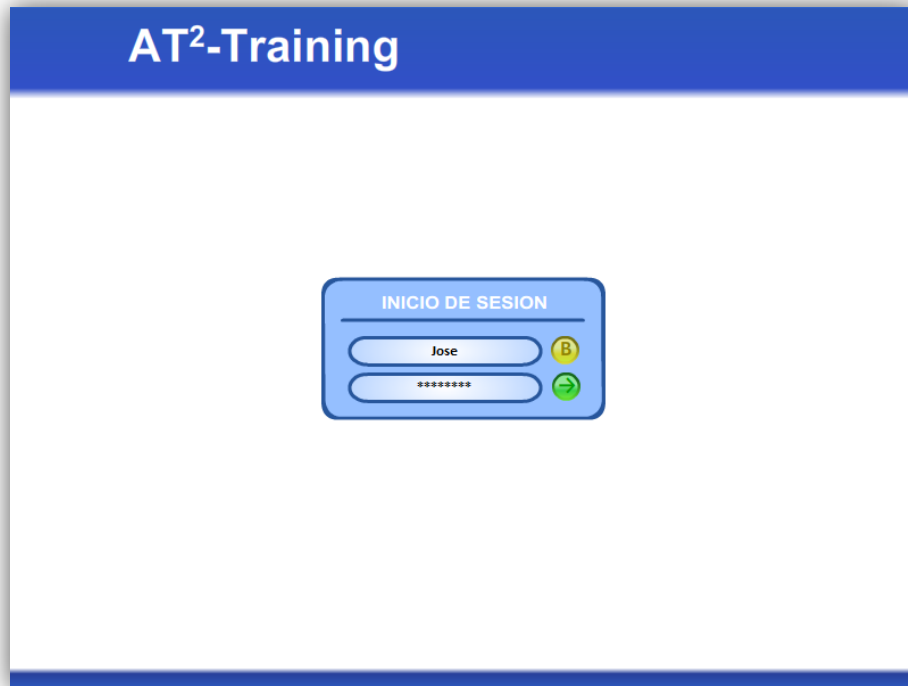 AT²-Training
INICIO DE SESION
Jose
B
********